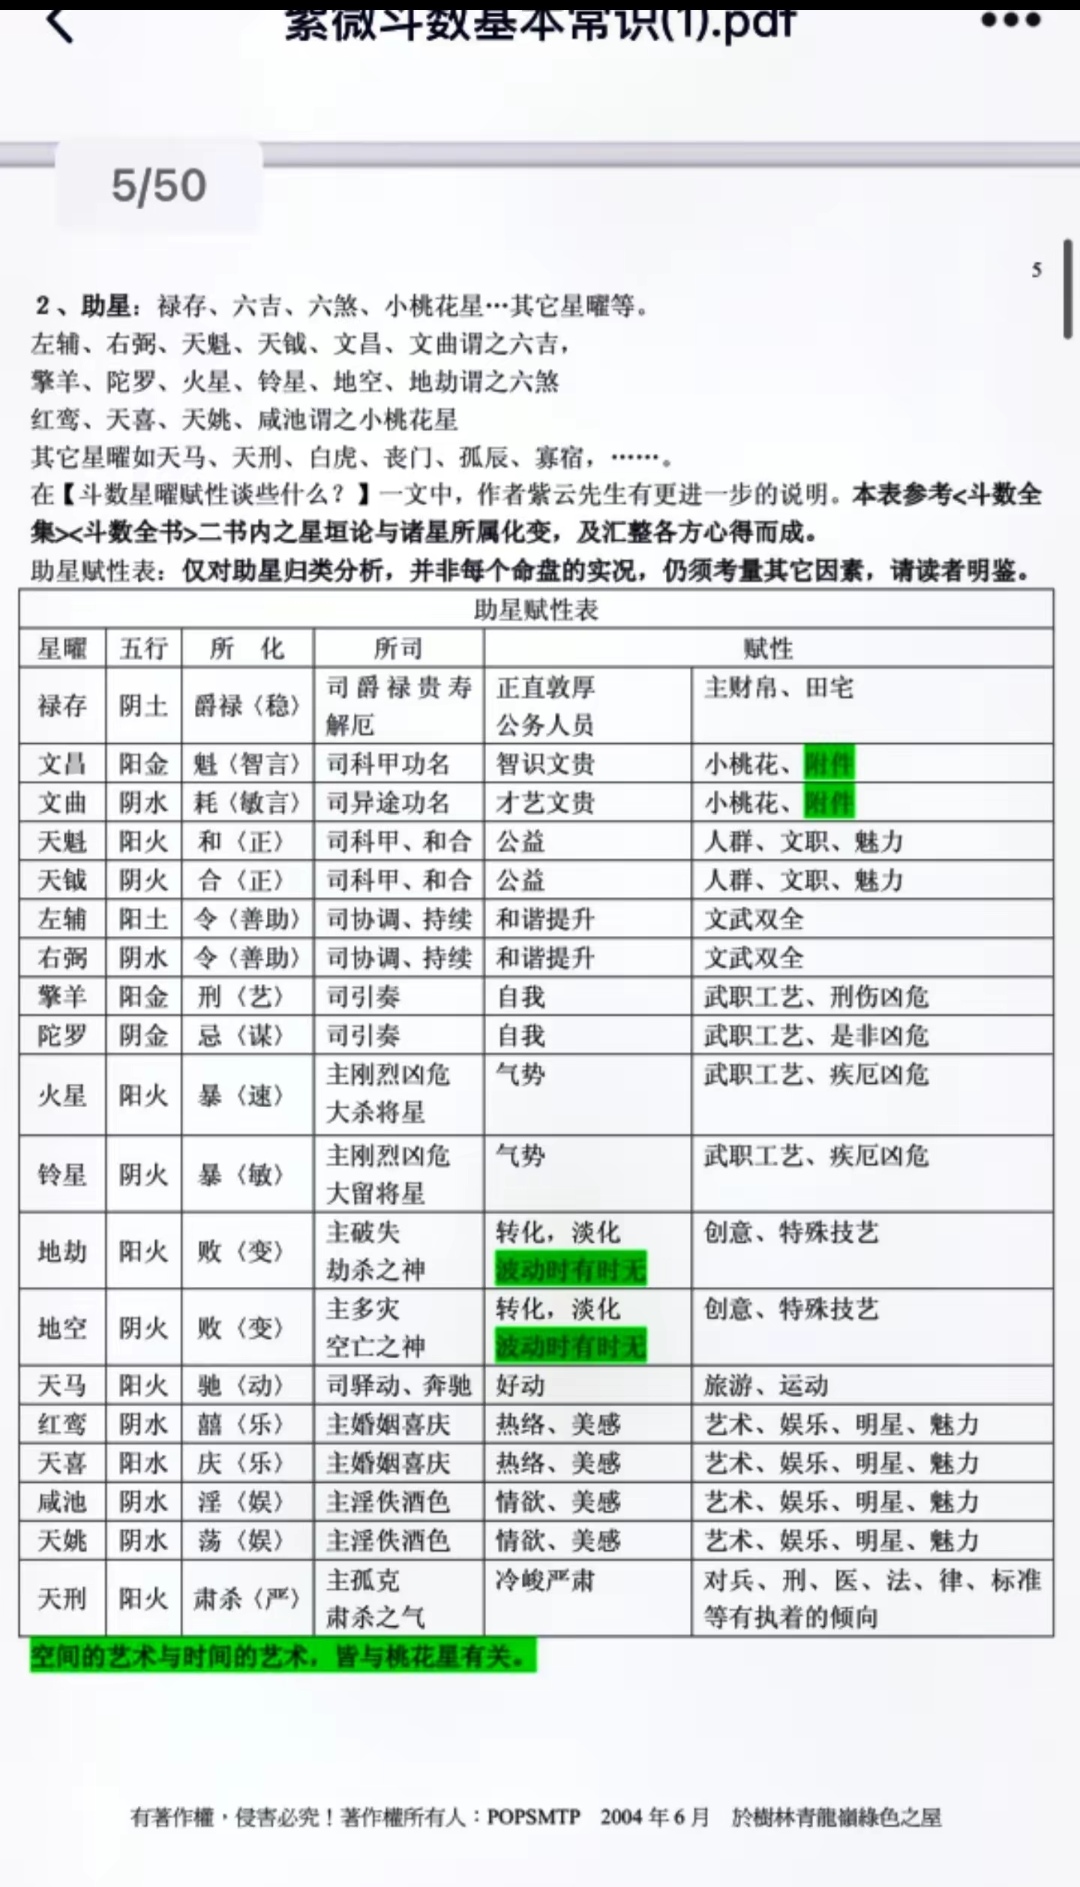 紫微斗数基本常识(1).pdf
5/50
5
2、助星：禄存、六吉、六煞、小桃花星…其它星曜等。
左辅、右弼、天魁、天钺、文昌、文曲谓之六吉，
擎羊、陀罗、火星、铃星、地空、地劫谓之六煞
红鸾、天喜、天姚、咸池谓之小桃花星
其它星曜如天马、天刑、白虎、丧门、孤辰、寡宿，……。
在【斗数星曜赋性谈些什么？】一文中，作者紫云先生有更进一步的说明。本表参考<斗数全
集><斗数全书>二书内之星垣论与诸星所属化变，及汇整各方心得而成。
助星赋性表：仅对助星归类分析，并非每个命盘的实况，仍须考量其它因素，请读者明鉴。
助星赋性表
星曜 五行 所 化 所司 赋性
禄存 阴土 爵禄〈稳〉 司爵禄贵寿 正直敦厚 主财帛、田宅
解厄 公务人员
文昌 阳金 魁〈智言〉 司科甲功名 智识文贵 小桃花、附件
文曲 阴水 耗〈敏言〉 司异途功名 才艺文贵 小桃花、附件
天魁 阳火 和〈正〉 司科甲、和合 公益 人群、文职、魅力
天钺 阴火 合〈正〉 司科甲、和合 公益 人群、文职、魅力
左辅 阳土 令〈善助〉 司协调、持续 和谐提升 文武双全
右弼 阴水 令〈善助〉 司协调、持续 和谐提升 文武双全
擎羊 阳金 刑〈艺〉 司引奏 自我 武职工艺、刑伤凶危
陀罗 阴金 忌〈谋〉 司引奏 自我 武职工艺、是非凶危
火星 阳火 暴〈速〉 主刚烈凶危 气势 武职工艺、疾厄凶危
大杀将星
铃星 阴火 暴〈敏〉 主刚烈凶危 气势 武职工艺、疾厄凶危
大留将星
地劫 阳火 败〈变〉 主破失 转化，淡化 创意、特殊技艺
劫杀之神 波动时有时无
地空 阴火 败〈变〉 主多灾 转化，淡化 创意、特殊技艺
空亡之神 波动时有时无
天马 阳火 驰〈动〉 司驿动、奔驰 好动 旅游、运动
红鸾 阴水 囍〈乐〉 主婚姻喜庆 热络、美感 艺术、娱乐、明星、魅力
天喜 阳水 庆〈乐〉 主婚姻喜庆 热络、美感 艺术、娱乐、明星、魅力
咸池 阴水 淫〈娱〉 主淫佚酒色 情欲、美感 艺术、娱乐、明星、魅力
天姚 阴水 荡〈娱〉 主淫佚酒色 情欲、美感 艺术、娱乐、明星、魅力
天刑 阳火 肃杀〈严〉 主孤克 冷峻严肃 对兵、刑、医、法、律、标准
肃杀之气 等有执着的倾向
空间的艺术与时间的艺术，皆与桃花星有关。
有著作權，侵害必究！著作權所有人：POPSMTP 2004 年 6 月 於樹林青龍嶺綠色之屋